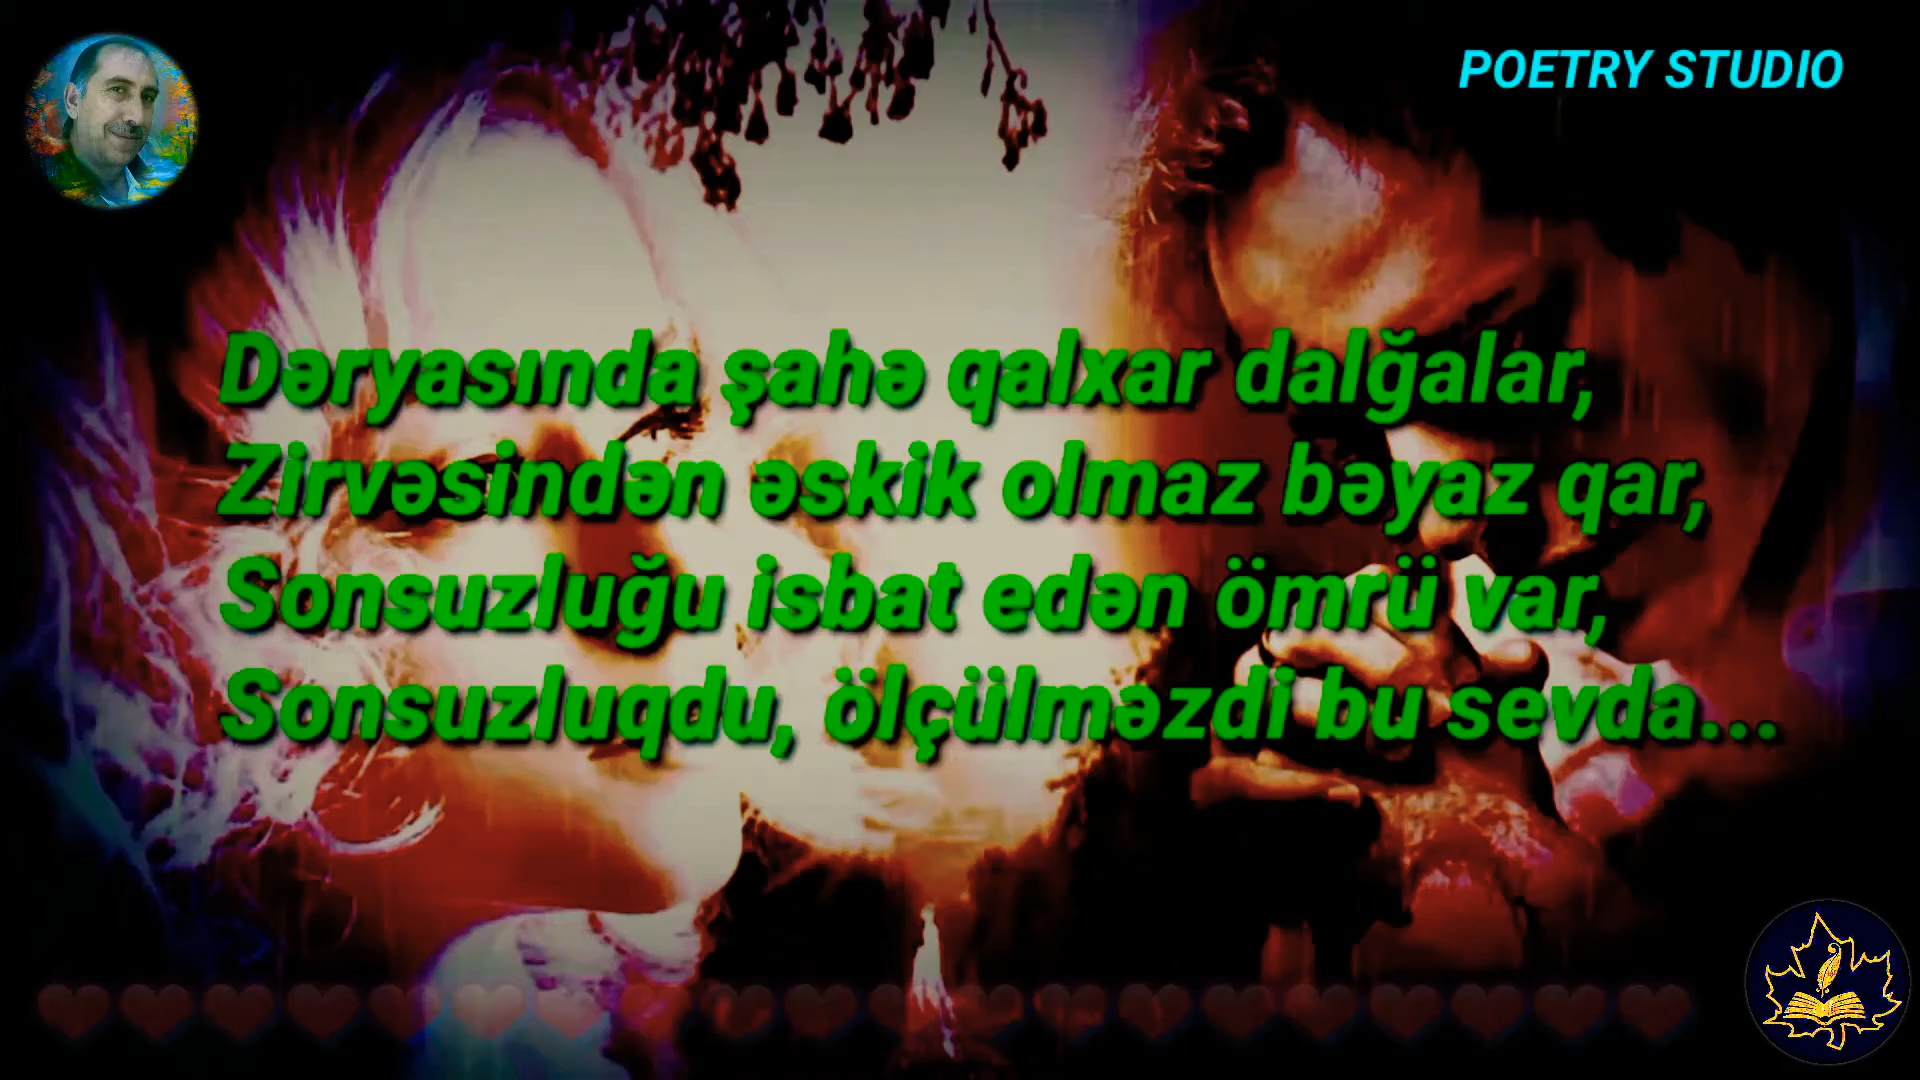 POETRY STUDIO
Dəryasında şahə qalxar dalğalar,
Zirvəsindən əskik olmaz bəyaz qar,
Sonsuzluğu isbat edən ömrü var,
Sonsuzluqdu, ölçülməzdi bu sevda...